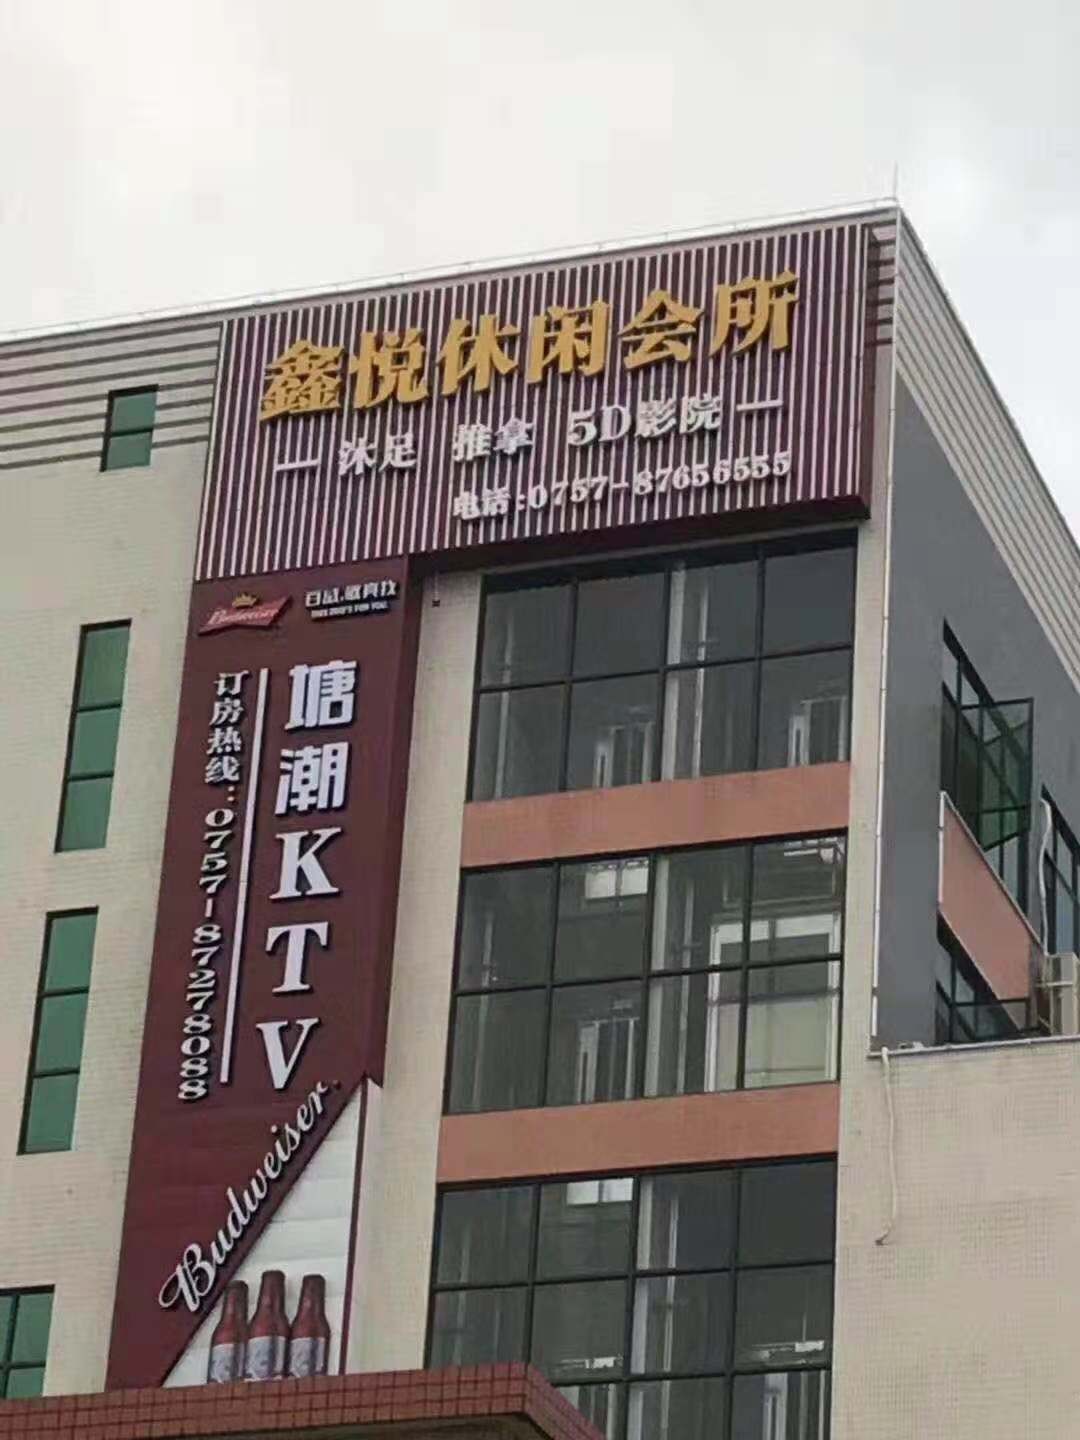 鑫悦休闲会所
沐足 推拿 5D影院
电话:0757-87656555
Budweiser
百威,敬真我
THIS BUD'S FOR YOU.
塘潮KTV
订房热线:0757-87278088
Budweiser